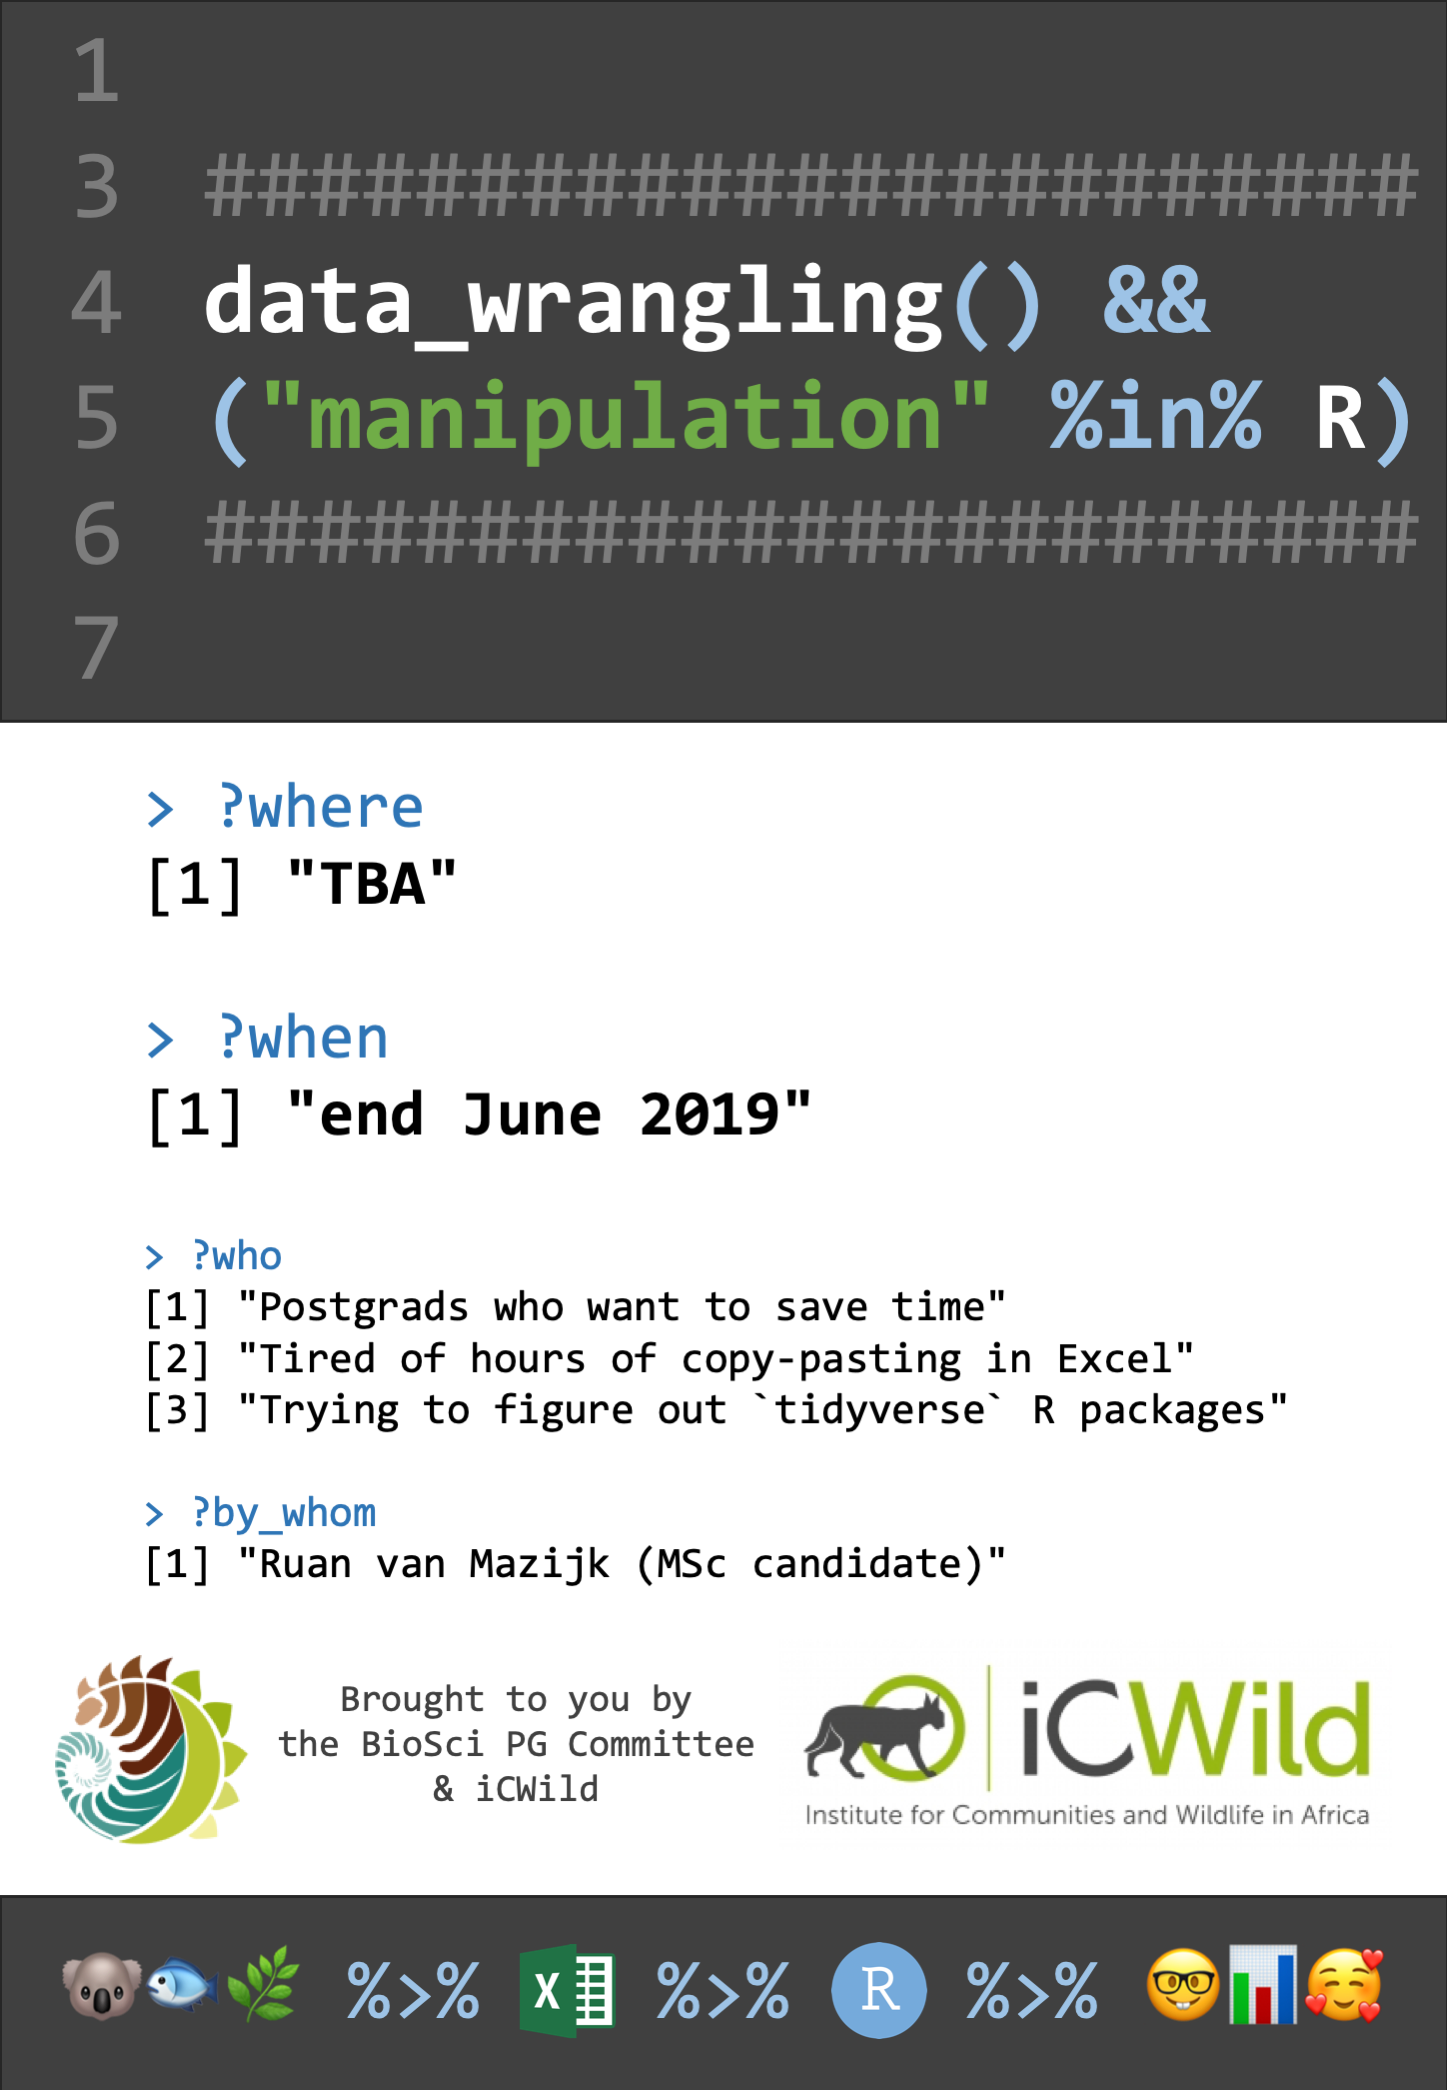 1
3 #######################
4 data_wrangling() &&
5 ("manipulation" %in% R)
6 #######################
7
> ?where
[1] "TBA"
> ?when
[1] "end June 2019"
> ?who
[1] "Postgrads who want to save time"
[2] "Tired of hours of copy-pasting in Excel"
[3] "Trying to figure out `tidyverse` R packages"
> ?by_whom
[1] "Ruan van Mazijk (MSc candidate)"
Brought to you by
the BioSci PG Committee
& iCWild
iCWild
Institute for Communities and Wildlife in Africa
%>% X %>% R %>%